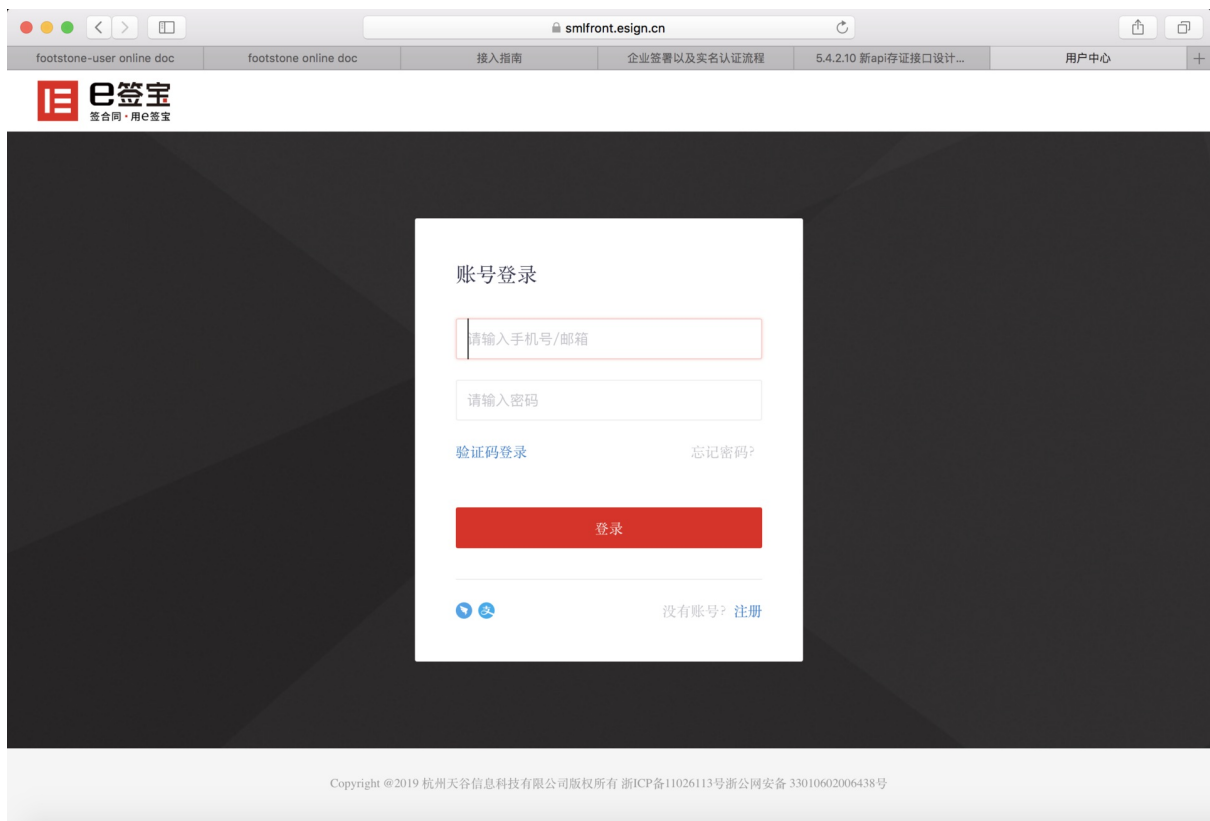 smlfront.esign.cn
footstone-user online doc
footstone online doc
接入指南
企业签署以及实名认证流程
5.4.2.10 新api存证接口设计...
用户中心
e签宝
签合同·用e签宝
账号登录
请输入手机号/邮箱
请输入密码
验证码登录
忘记密码?
登录
支
没有账号? 注册
Copyright @2019 杭州天谷信息科技有限公司版权所有 浙ICP备11026113号浙公网安备 33010602006438号